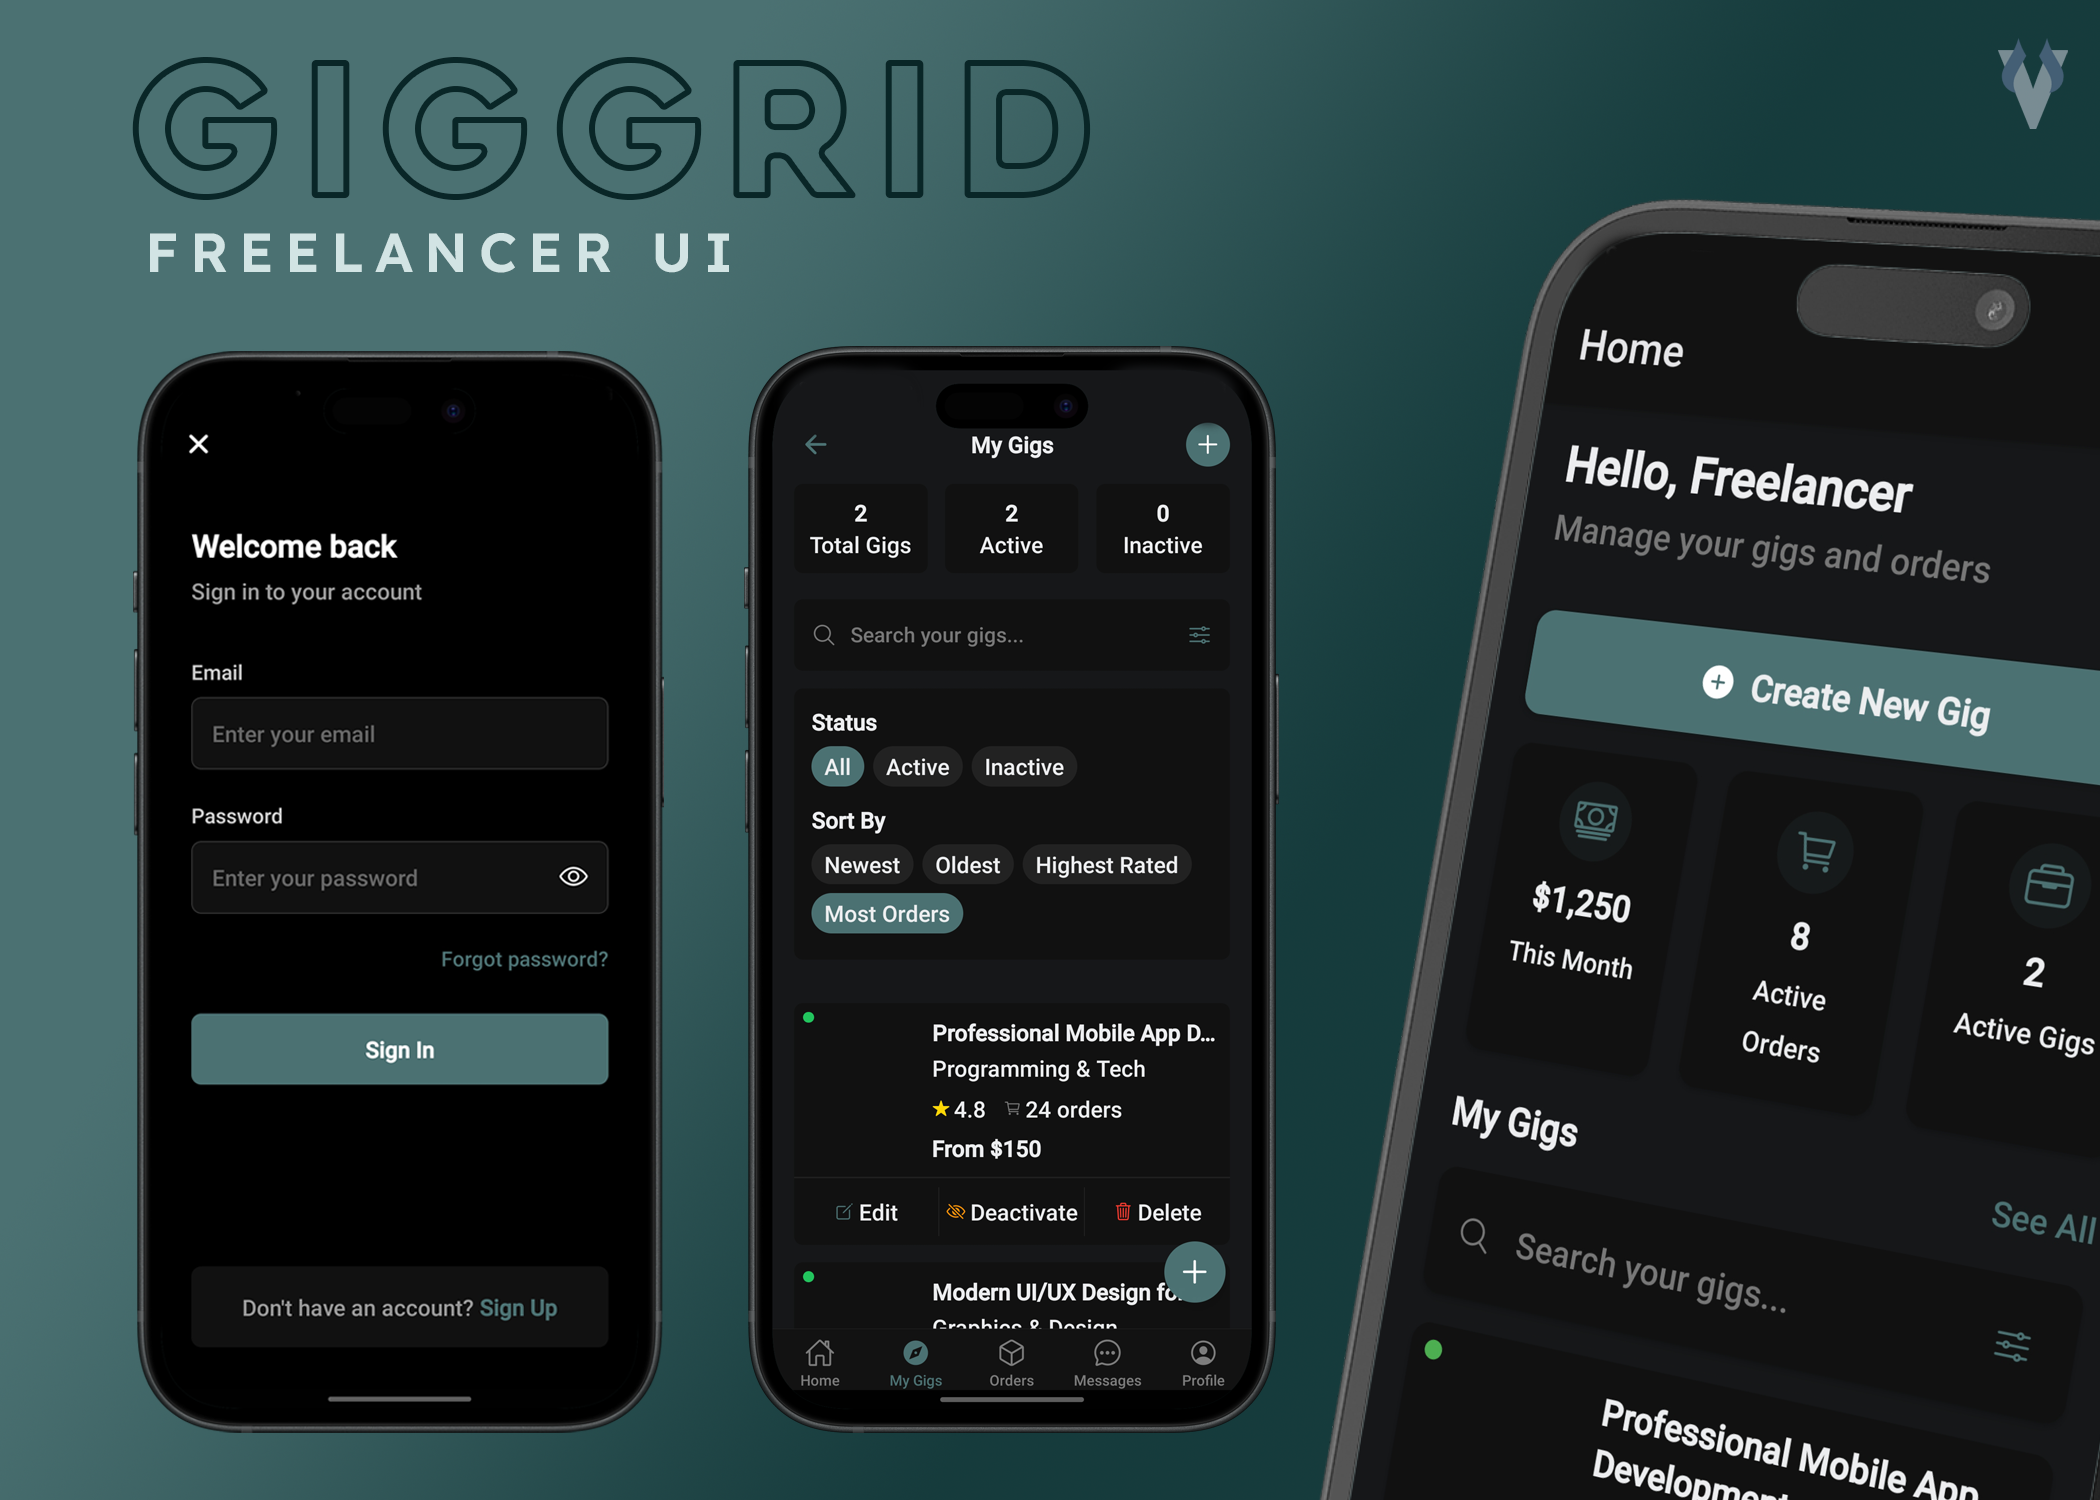 GIGGRID
FREELANCER UI
Welcome back
Sign in to your account
Email
Enter your email
Password
Enter your password
Forgot password?
Sign In
Don't have an account? Sign Up
My Gigs
2
Total Gigs
2
Active
0
Inactive
Search your gigs...
Status
All Active Inactive
Sort By
Newest Oldest Highest Rated
Most Orders
Professional Mobile App D...
Programming & Tech
4.8 24 orders
From $150
Edit Deactivate Delete
Modern UI/UX Design
Graphics & Design
Home My Gigs Orders Messages Profile
Home
Hello, Freelancer
Manage your gigs and orders
Create New Gig
$1,250
This Month
8
Active
Orders
2
Active Gigs
My Gigs
See All
Search your gigs...
Professional Mobile App
Development